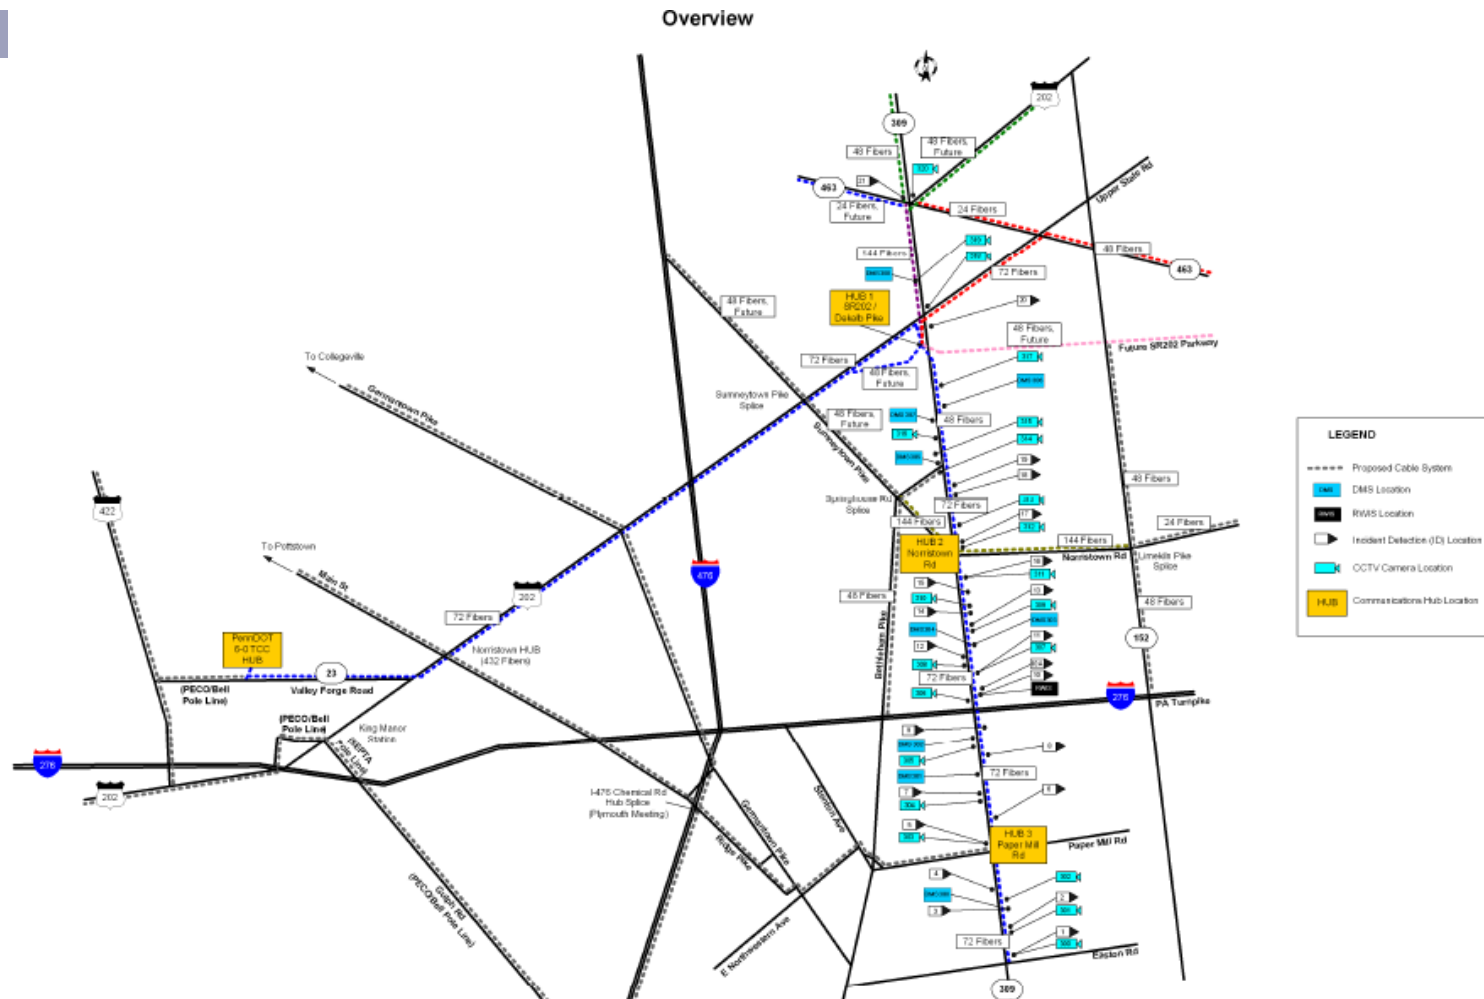 Overview
309
202
48 Fibers
48 Fibers,
Future
463
24 Fibers,
Future
24 Fibers
Upper State Rd
48 Fibers
463
144 Fibers
72 Fibers
HUB 1
SR202 /
Dekalb Pike
48 Fibers,
Future
48 Fibers,
Future
Future SR202 Parkway
To Collegeville
72 Fibers
48 Fibers,
Future
Germantown Pike
Sumneytown Pike
Splice
48 Fibers,
Future
48 Fibers
Sumneytown Pike
LEGEND
Proposed Cable System
DMS Location
RWIS Location
Incident Detection (ID) Location
CCTV Camera Location
HUB
Communications Hub Location
422
48 Fibers
Springhouse Rd
Splice
72 Fibers
144 Fibers
24 Fibers
To Pottstown
HUB 2
Norristown
Rd
144 Fibers
Norristown Rd
Limekiln Pike
Splice
Main St
476
202
48 Fibers
48 Fibers
72 Fibers
Bethlehem Pike
152
PennDOT
6-0 TCC
HUB
Norristown HUB
(432 Fibers)
23
Valley Forge Road
(PECO/Bell
Pole Line)
72 Fibers
RWIS
276
PA Turnpike
(PECO/Bell
Pole Line)
King Manor
Station
(SEPTA
Pole Line)
276
202
72 Fibers
I-476 Chemical Rd
Hub Splice
(Plymouth Meeting)
Germantown Pike
Stenton Ave
Ridge Pike
HUB 3
Paper Mill
Rd
Paper Mill Rd
Gulph Rd
(PECO/Bell Pole Line)
E Northwestern Ave
72 Fibers
Easton Rd
309